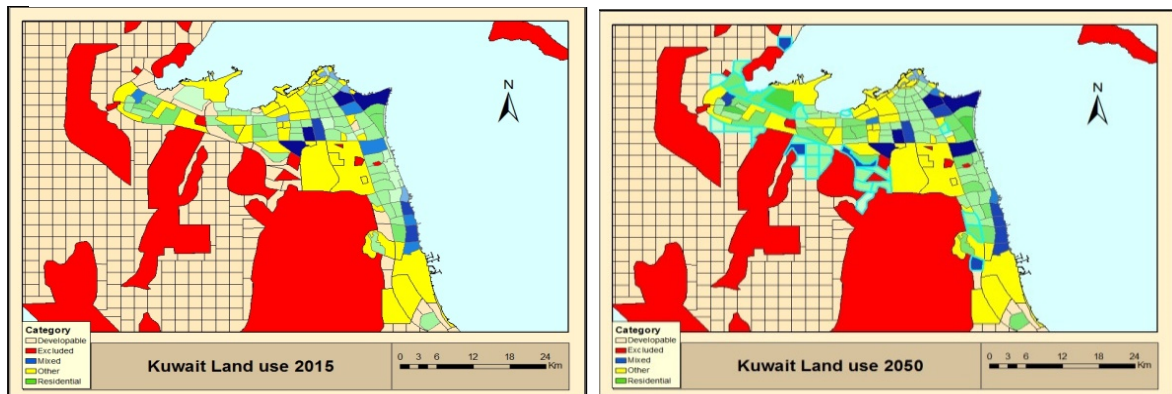 N
Category
Developable
Excluded
Mixed
Other
Residential
Kuwait Land use 2015
0 3 6 12 18 24
Km
N
Category
Developable
Excluded
Mixed
Other
Residential
Kuwait Land use 2050
0 3 6 12 18 24
Km